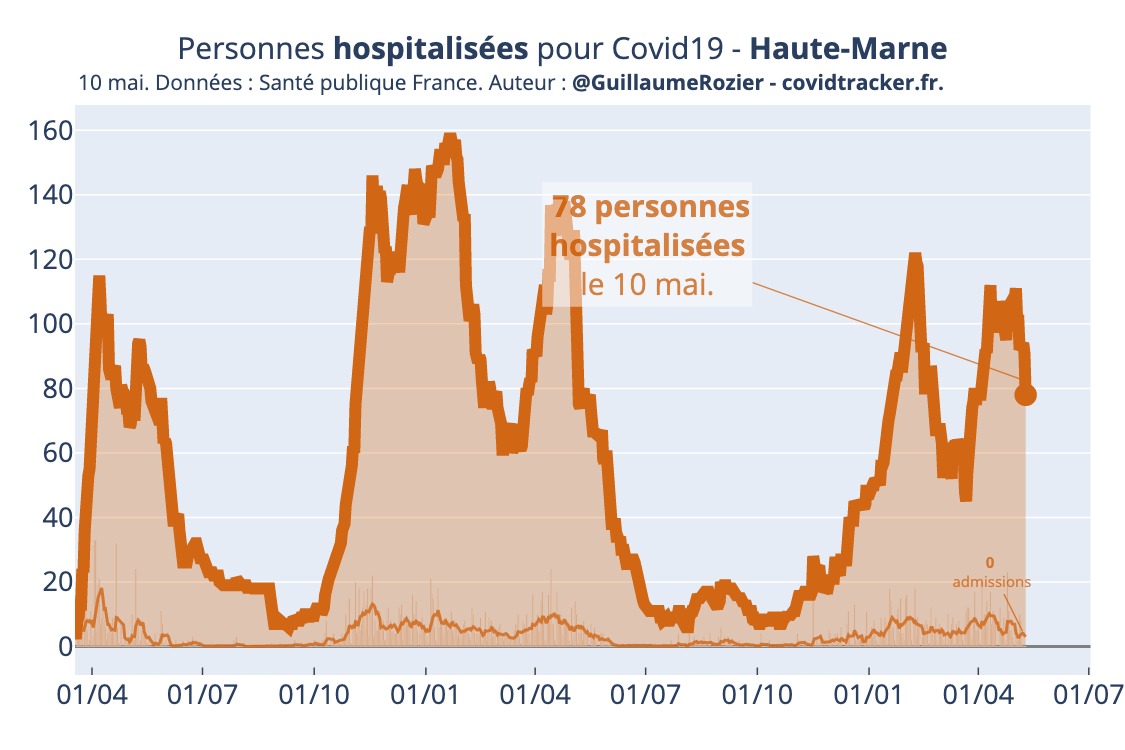 Personnes hospitalisées pour Covid19 - Haute-Marne
10 mai. Données : Santé publique France. Auteur : @GuillaumeRozier - covidtracker.fr.
160
140
120
100
80
60
40
20
0
78 personnes
hospitalisées
le 10 mai.
0
admissions
01/04 01/07 01/10 01/01 01/04 01/07 01/10 01/01 01/04 01/07